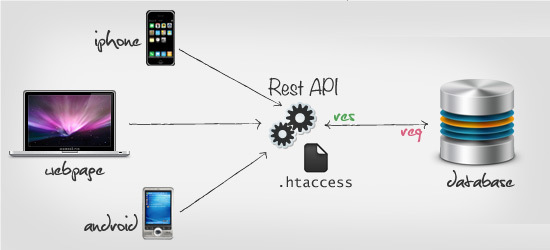 iphone
Rest API
res
req
.htaccess
webpage
database
android